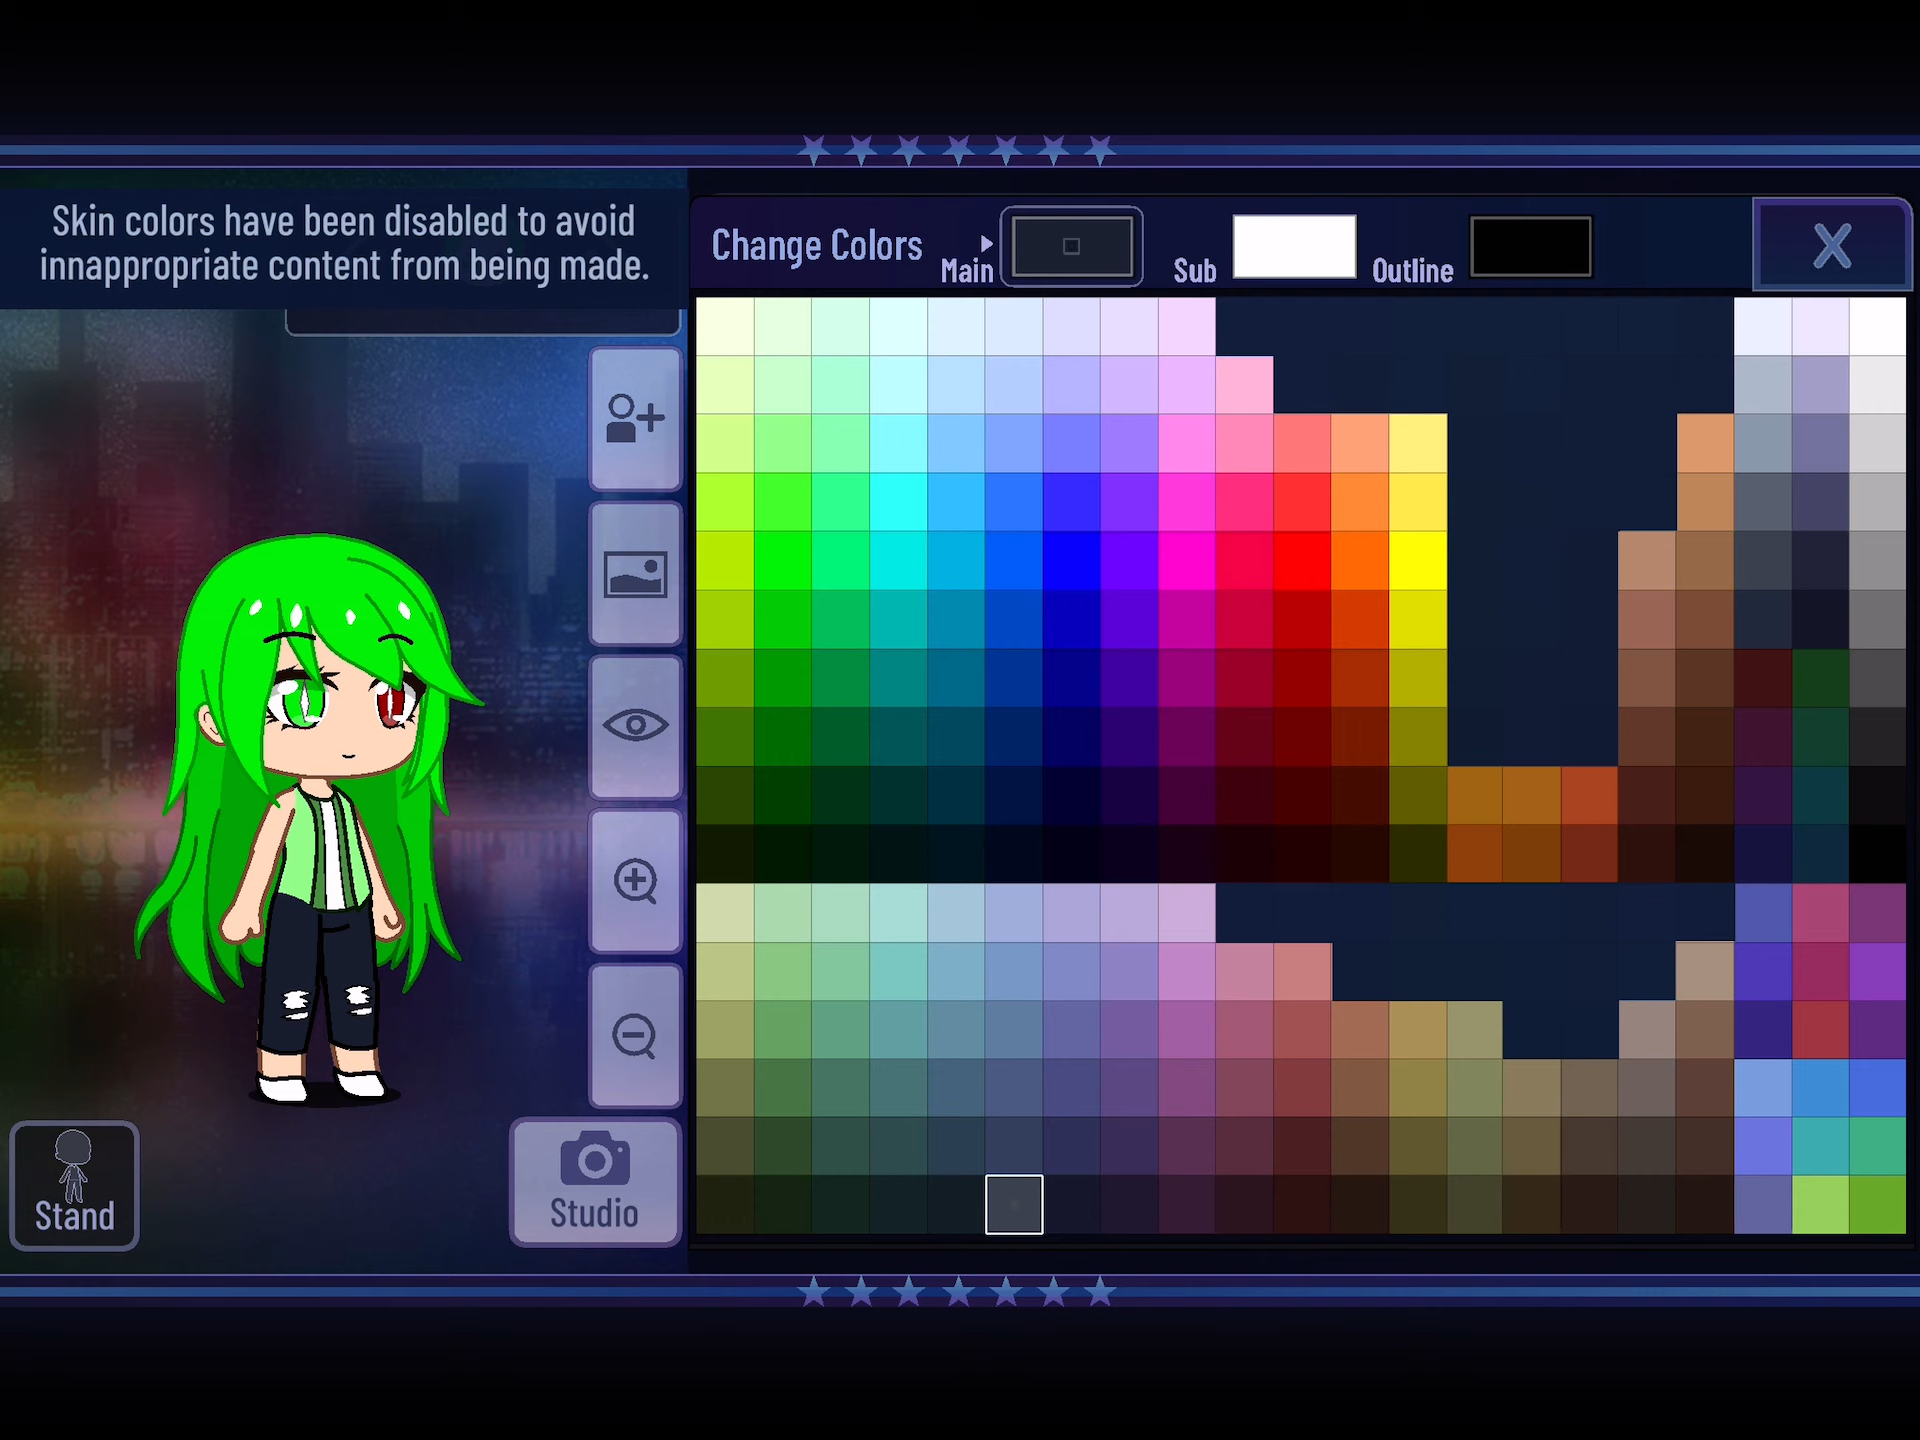 Skin colors have been disabled to avoid
innappropriate content from being made.
Change Colors
Main
Sub
Outline
X
Stand
Studio